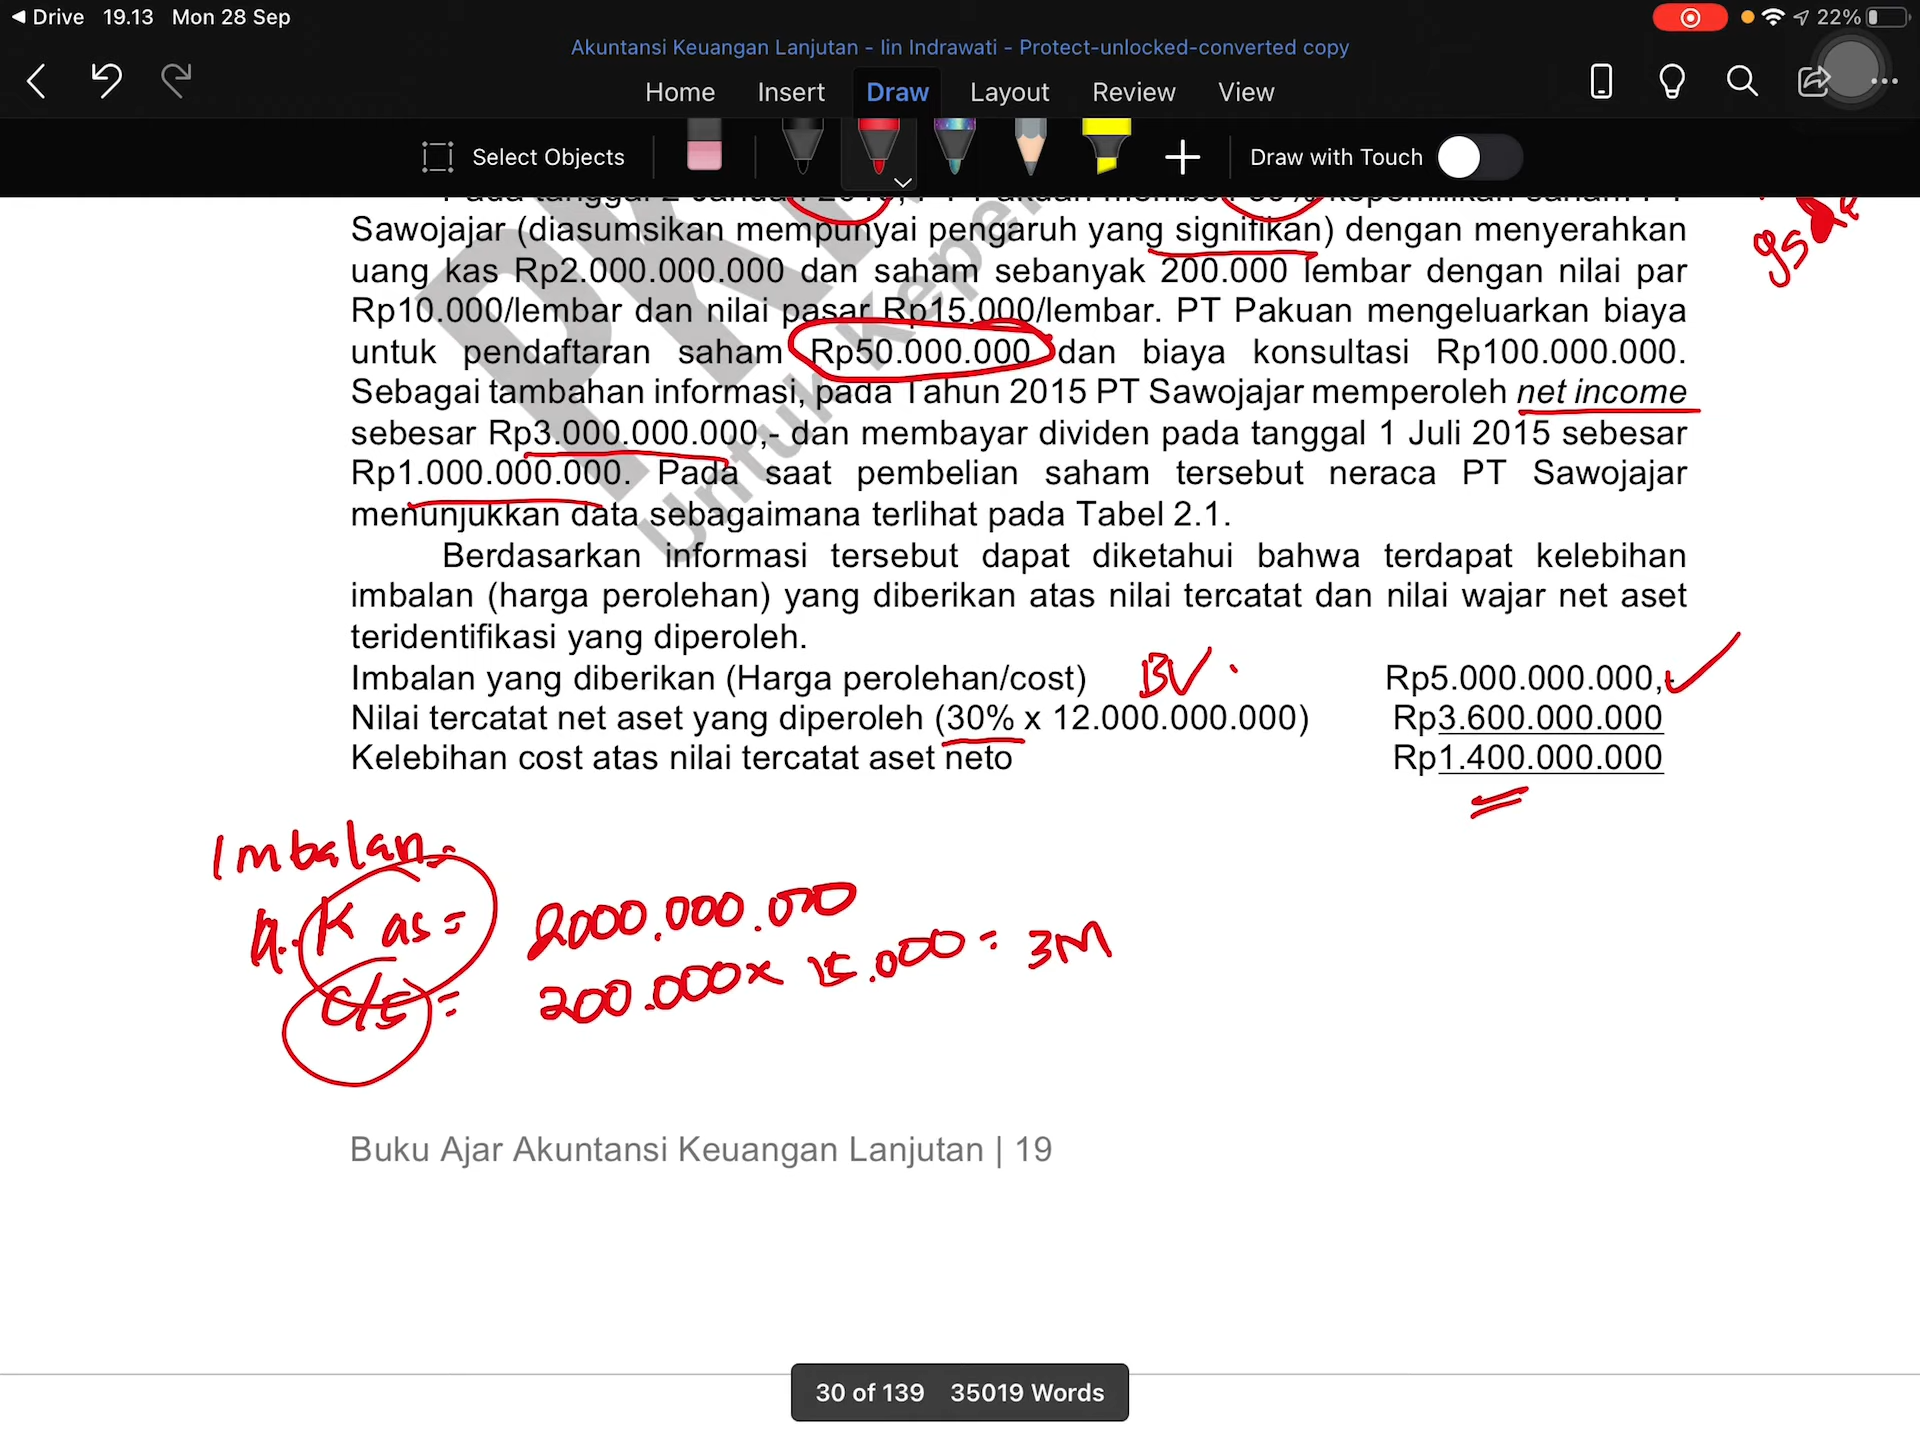 Drive 19.13 Mon 28 Sep 22%
Akuntansi Keuangan Lanjutan - Iin Indrawati - Protect-unlocked-converted copy
Home Insert Draw Layout Review View
Select Objects Draw with Touch
Sawojajar (diasumsikan mempunyai pengaruh yang signifikan) dengan menyerahkan
uang kas Rp2.000.000.000 dan saham sebanyak 200.000 lembar dengan nilai par
Rp10.000/lembar dan nilai pasar Rp15.000/lembar. PT Pakuan mengeluarkan biaya
untuk pendaftaran saham Rp50.000.000 dan biaya konsultasi Rp100.000.000.
Sebagai tambahan informasi, pada Tahun 2015 PT Sawojajar memperoleh net income
sebesar Rp3.000.000.000,- dan membayar dividen pada tanggal 1 Juli 2015 sebesar
Rp1.000.000.000. Pada saat pembelian saham tersebut neraca PT Sawojajar
menunjukkan data sebagaimana terlihat pada Tabel 2.1.
Berdasarkan informasi tersebut dapat diketahui bahwa terdapat kelebihan
imbalan (harga perolehan) yang diberikan atas nilai tercatat dan nilai wajar net aset
teridentifikasi yang diperoleh.
BV
Imbalan yang diberikan (Harga perolehan/cost) Rp5.000.000.000,-
Nilai tercatat net aset yang diperoleh (30% x 12.000.000.000) Rp3.600.000.000
Kelebihan cost atas nilai tercatat aset neto Rp1.400.000.000
Imbalan =
Kas = 2000.000.000
C/S = 200.000 x 15.000 = 3M
Buku Ajar Akuntansi Keuangan Lanjutan | 19
30 of 139 35019 Words